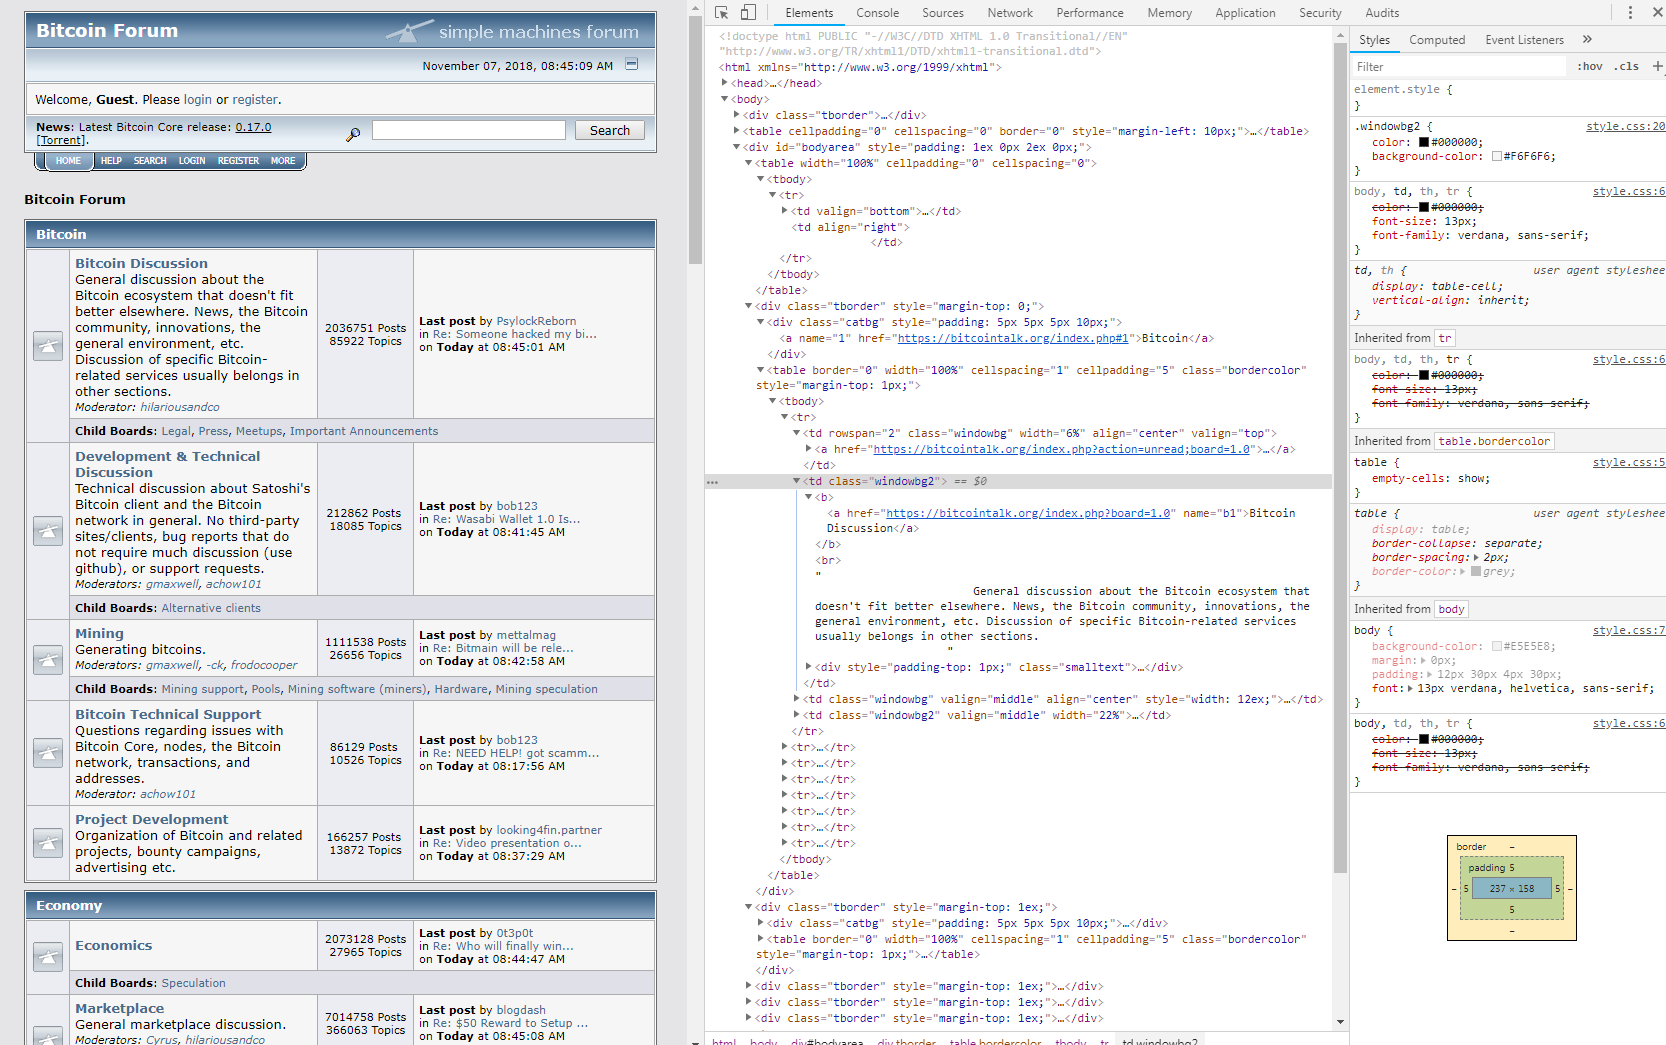 Bitcoin Forum
simple machines forum
November 07, 2018, 08:45:09 AM
Welcome, Guest. Please login or register.
News: Latest Bitcoin Core release: 0.17.0
[Torrent].
Search
HOME HELP SEARCH LOGIN REGISTER MORE
Bitcoin Forum
Bitcoin
Bitcoin Discussion
General discussion about the
Bitcoin ecosystem that doesn't fit
better elsewhere. News, the Bitcoin
community, innovations, the
general environment, etc.
Discussion of specific Bitcoin-
related services usually belongs in
other sections.
Moderator: hilariousandco
2036751 Posts
85922 Topics
Last post by PsylockReborn
in Re: Someone hacked my bi...
on Today at 08:45:01 AM
Child Boards: Legal, Press, Meetups, Important Announcements
Development & Technical
Discussion
Technical discussion about Satoshi's
Bitcoin client and the Bitcoin
network in general. No third-party
sites/clients, bug reports that do
not require much discussion (use
github), or support requests.
Moderators: gmaxwell, achow101
212862 Posts
18085 Topics
Last post by bob123
in Re: Wasabi Wallet 1.0 Is...
on Today at 08:41:45 AM
Child Boards: Alternative clients
Mining
Generating bitcoins.
Moderators: gmaxwell, -ck, frodocooper
1111538 Posts
26656 Topics
Last post by mettalmag
in Re: Bitmain will be rele...
on Today at 08:42:58 AM
Child Boards: Mining support, Pools, Mining software (miners), Hardware, Mining speculation
Bitcoin Technical Support
Questions regarding issues with
Bitcoin Core, nodes, the Bitcoin
network, transactions, and
addresses.
Moderator: achow101
86129 Posts
10526 Topics
Last post by bob123
in Re: NEED HELP! got scamm...
on Today at 08:17:56 AM
Project Development
Organization of Bitcoin and related
projects, bounty campaigns,
advertising etc.
166257 Posts
13872 Topics
Last post by looking4fin.partner
in Re: Video presentation o...
on Today at 08:37:29 AM
Economy
Economics
2073128 Posts
27965 Topics
Last post by 0t3p0t
in Re: Who will finally win...
on Today at 08:44:47 AM
Child Boards: Speculation
Marketplace
General marketplace discussion.
Moderators: Cyrus, hilariousandco
7014758 Posts
366063 Topics
Last post by blogdash
in Re: $50 Reward to Setup ...
on Today at 08:45:08 AM
Elements Console Sources Network Performance Memory Application Security Audits
<!doctype html PUBLIC "-//W3C//DTD XHTML 1.0 Transitional//EN"
"http://www.w3.org/TR/xhtml1/DTD/xhtml1-transitional.dtd">
<html xmlns="http://www.w3.org/1999/xhtml">
<head>…</head>
<body>
<div class="tborder">…</div>
<table cellpadding="0" cellspacing="0" border="0" style="margin-left: 10px;">…</table>
<div id="bodyarea" style="padding: 1ex 0px 2ex 0px;">
<table width="100%" cellpadding="0" cellspacing="0">
<tbody>
<tr>
<td valign="bottom">…</td>
<td align="right">
</td>
</tr>
</tbody>
</table>
<div class="tborder" style="margin-top: 0;">
<div class="catbg" style="padding: 5px 5px 5px 10px;">
<a name="1" href="https://bitcointalk.org/index.php#1">Bitcoin</a>
</div>
<table border="0" width="100%" cellspacing="1" cellpadding="5" class="bordercolor"
style="margin-top: 1px;">
<tbody>
<tr>
<td rowspan="2" class="windowbg" width="6%" align="center" valign="top">
<a href="https://bitcointalk.org/index.php?action=unread;board=1.0">…</a>
</td>
<td class="windowbg2"> == $0
<b>
<a href="https://bitcointalk.org/index.php?board=1.0" name="b1">Bitcoin
Discussion</a>
</b>
<br>
"
General discussion about the Bitcoin ecosystem that
doesn't fit better elsewhere. News, the Bitcoin community, innovations, the
general environment, etc. Discussion of specific Bitcoin-related services
usually belongs in other sections.
"
<div style="padding-top: 1px;" class="smalltext">…</div>
</td>
<td class="windowbg" valign="middle" align="center" style="width: 12ex;">…</td>
<td class="windowbg2" valign="middle" width="22%">…</td>
</tr>
<tr>…</tr>
<tr>…</tr>
<tr>…</tr>
<tr>…</tr>
<tr>…</tr>
<tr>…</tr>
<tr>…</tr>
</tbody>
</table>
</div>
<div class="tborder" style="margin-top: 1ex;">
<div class="catbg" style="padding: 5px 5px 5px 10px;">…</div>
<table border="0" width="100%" cellspacing="1" cellpadding="5" class="bordercolor"
style="margin-top: 1px;">…</table>
</div>
<div class="tborder" style="margin-top: 1ex;">…</div>
<div class="tborder" style="margin-top: 1ex;">…</div>
<div class="tborder" style="margin-top: 1ex;">…</div>
html body div#bodyarea div.tborder table.bordercolor tbody tr td.windowbg2
Styles Computed Event Listeners »
Filter :hov .cls +
element.style {
}
.windowbg2 { style.css:20
color: #000000;
background-color: #F6F6F6;
}
body, td, th, tr { style.css:6
color: #000000;
font-size: 13px;
font-family: verdana, sans-serif;
}
td, th { user agent styleshee
display: table-cell;
vertical-align: inherit;
}
Inherited from tr
body, td, th, tr { style.css:6
color: #000000;
font-size: 13px;
font-family: verdana, sans-serif;
}
Inherited from table.bordercolor
table { style.css:5
empty-cells: show;
}
table { user agent styleshee
display: table;
border-collapse: separate;
border-spacing: 2px;
border-color: grey;
}
Inherited from body
body { style.css:7
background-color: #E5E5E8;
margin: 0px;
padding: 12px 30px 4px 30px;
font: 13px verdana, helvetica, sans-serif;
}
body, td, th, tr { style.css:6
color: #000000;
font-size: 13px;
font-family: verdana, sans-serif;
}
border –
padding 5
– 5 237 × 158 5 –
5
–